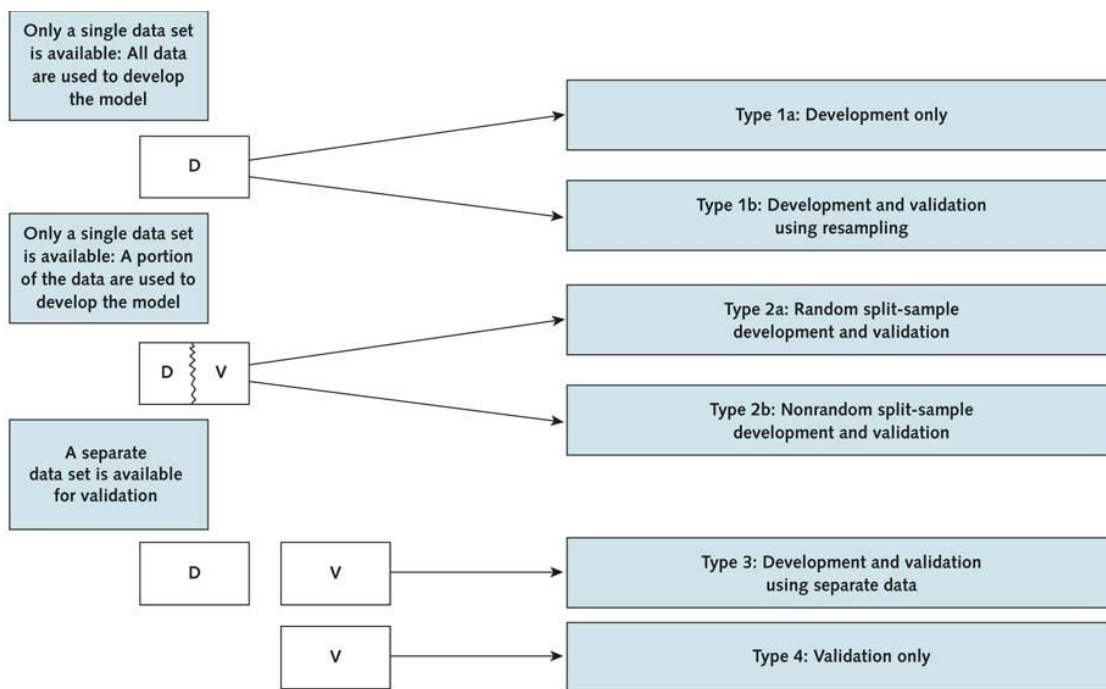 Only a single data set
is available: All data
are used to develop
the model
Type 1a: Development only
D
Type 1b: Development and validation
using resampling
Only a single data set
is available: A portion
of the data are used to
develop the model
Type 2a: Random split-sample
development and validation
D V
Type 2b: Nonrandom split-sample
development and validation
A separate
data set is available
for validation
D V
Type 3: Development and validation
using separate data
V
Type 4: Validation only